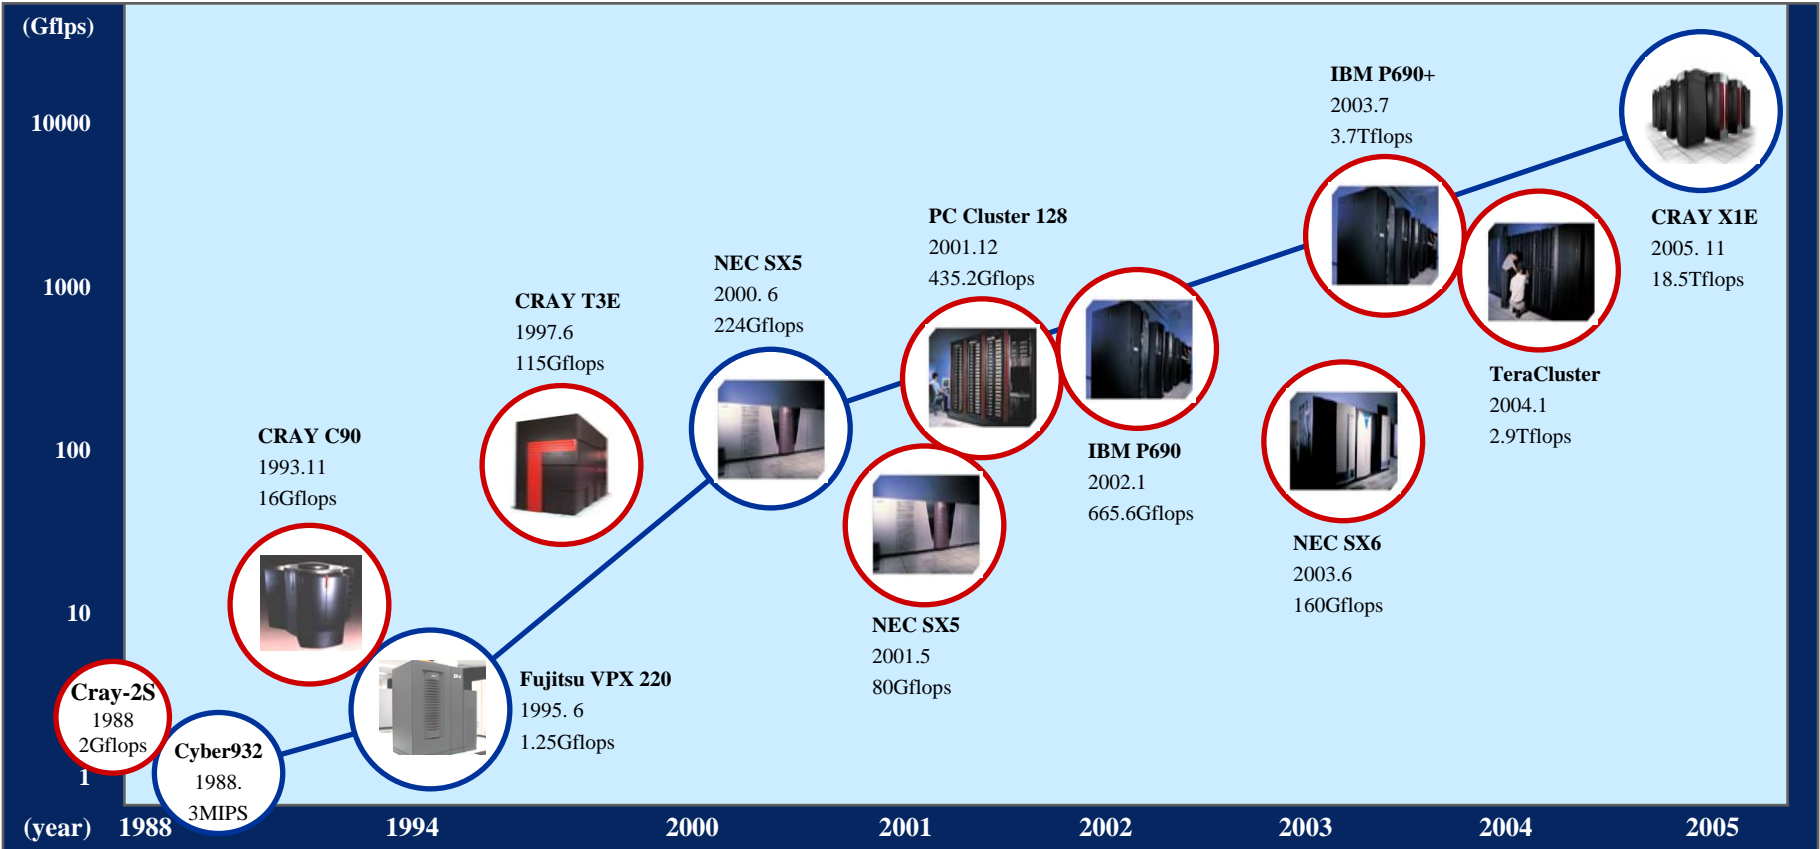 (Gflps)
10000
1000
100
10
1
(year)
1988
1994
2000
2001
2002
2003
2004
2005
Cray-2S
1988
2Gflops
Cyber932
1988.
3MIPS
CRAY C90
1993.11
16Gflops
Fujitsu VPX 220
1995. 6
1.25Gflops
CRAY T3E
1997.6
115Gflops
NEC SX5
2000. 6
224Gflops
NEC SX5
2001.5
80Gflops
PC Cluster 128
2001.12
435.2Gflops
IBM P690
2002.1
665.6Gflops
NEC SX6
2003.6
160Gflops
IBM P690+
2003.7
3.7Tflops
TeraCluster
2004.1
2.9Tflops
CRAY X1E
2005. 11
18.5Tflops